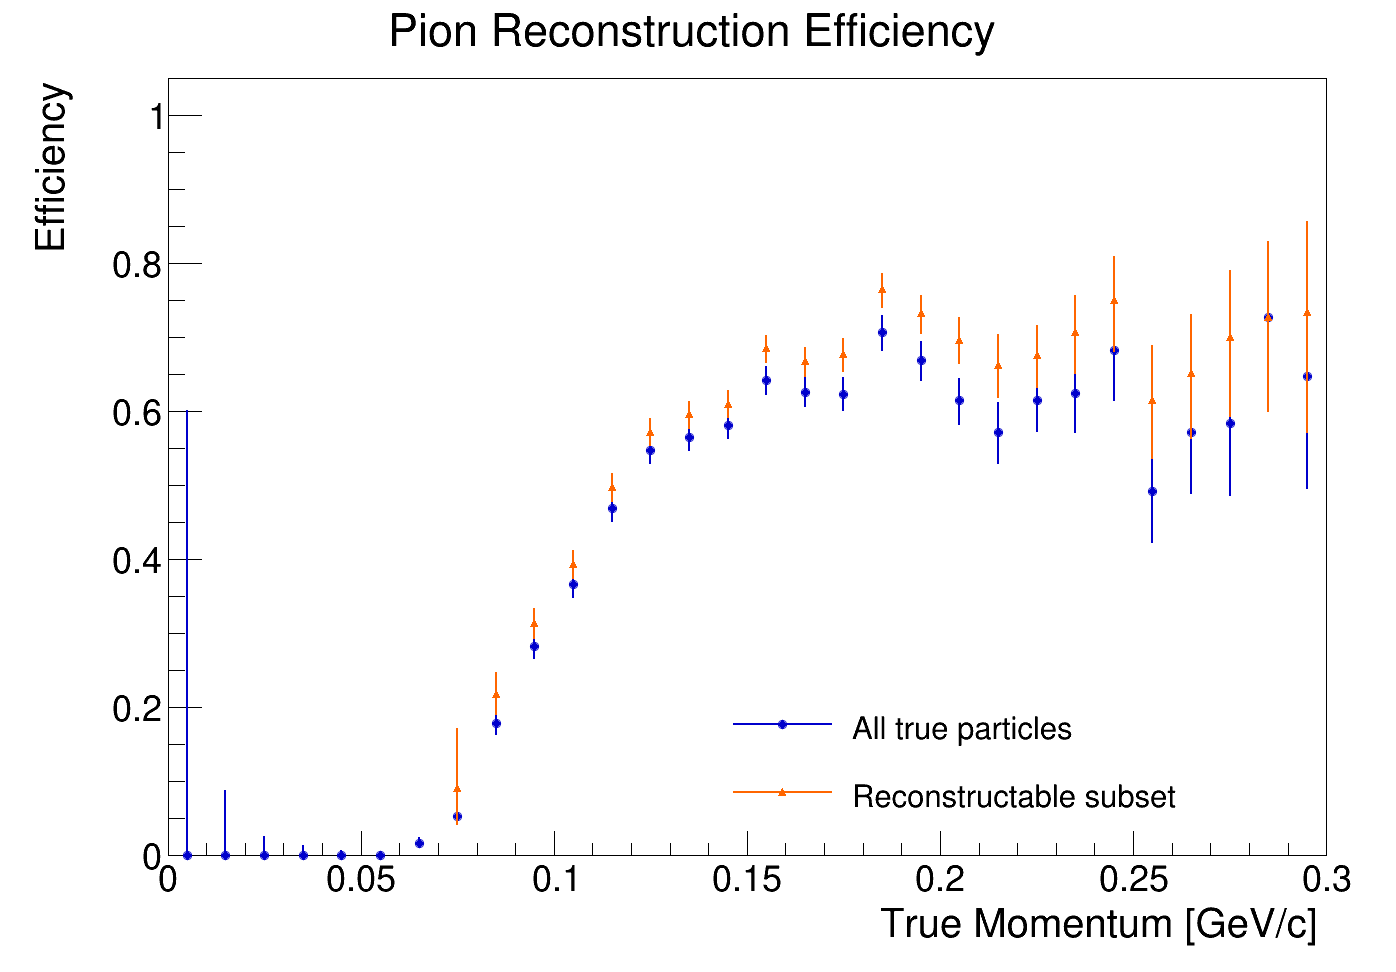 Pion Reconstruction Efficiency
Efficiency
1
0.8
0.6
0.4
0.2
0
0 0.05 0.1 0.15 0.2 0.25 0.3
True Momentum [GeV/c]
All true particles
Reconstructable subset